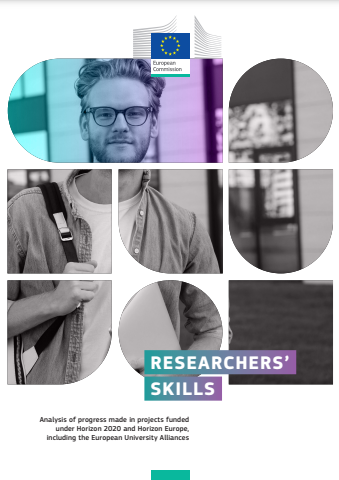 European
Commission
RESEARCHERS'
SKILLS
Analysis of progress made in projects funded
under Horizon 2020 and Horizon Europe,
including the European University Alliances